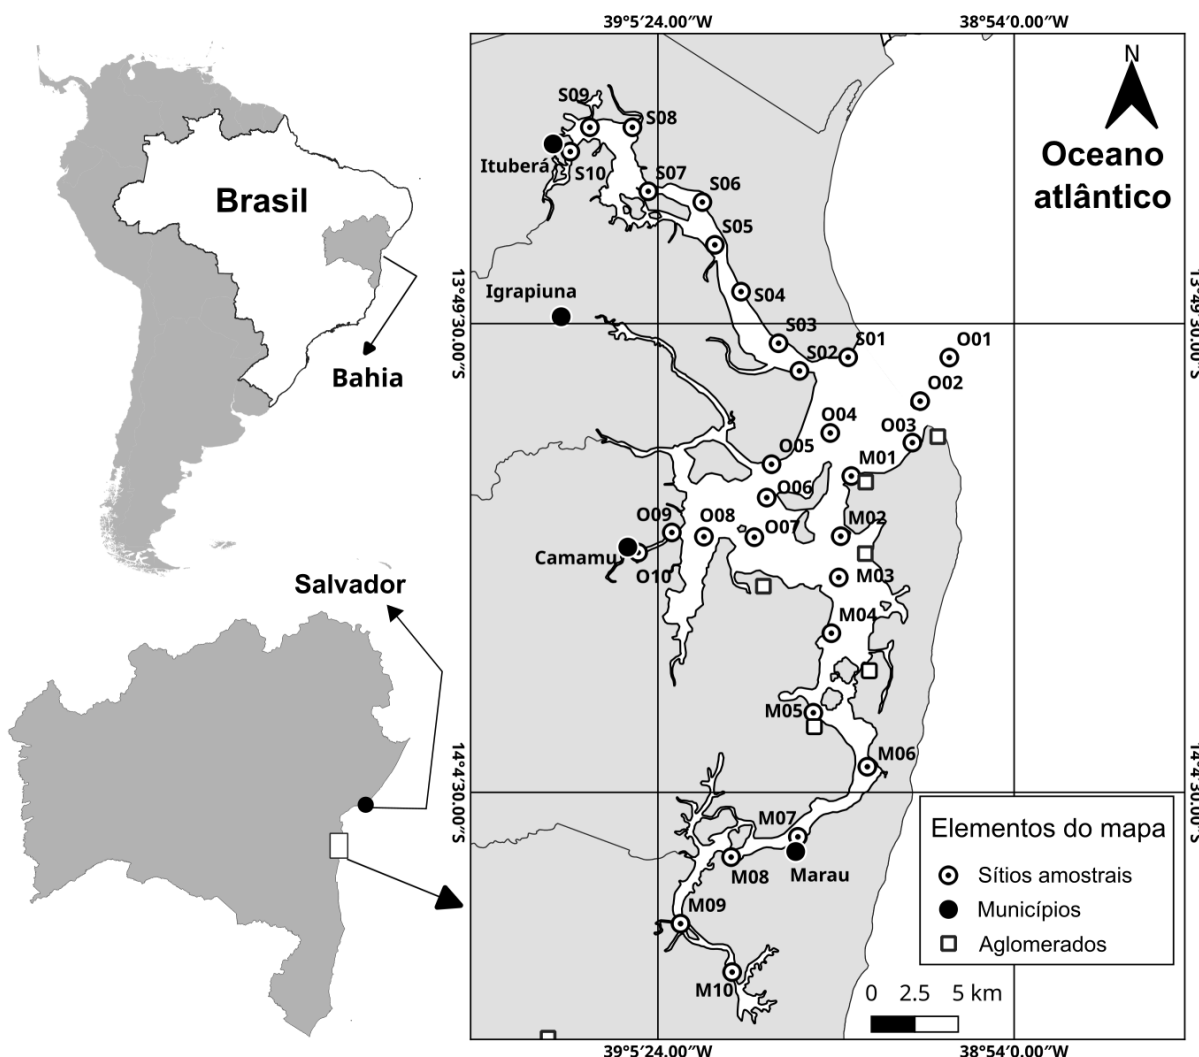 Brasil
Bahia
Salvador
39°5′24.00″W
38°54′0.00″W
N
Oceano
atlântico
S09
S08
Ituberá
S10
S07
S06
S05
Igrapiuna
S04
13°49′30.00″S
13°49′30.00″S
S03
S01
O01
S02
O02
O04
O03
O05
M01
O06
O09
O08
O07
M02
Camamu
O10
M03
M04
M05
M06
14°4′30.00″S
14°4′30.00″S
M07
M08
Marau
M09
M10
Elementos do mapa
Sítios amostrais
Municípios
Aglomerados
0 2.5 5 km
39°5′24.00″W
38°54′0.00″W